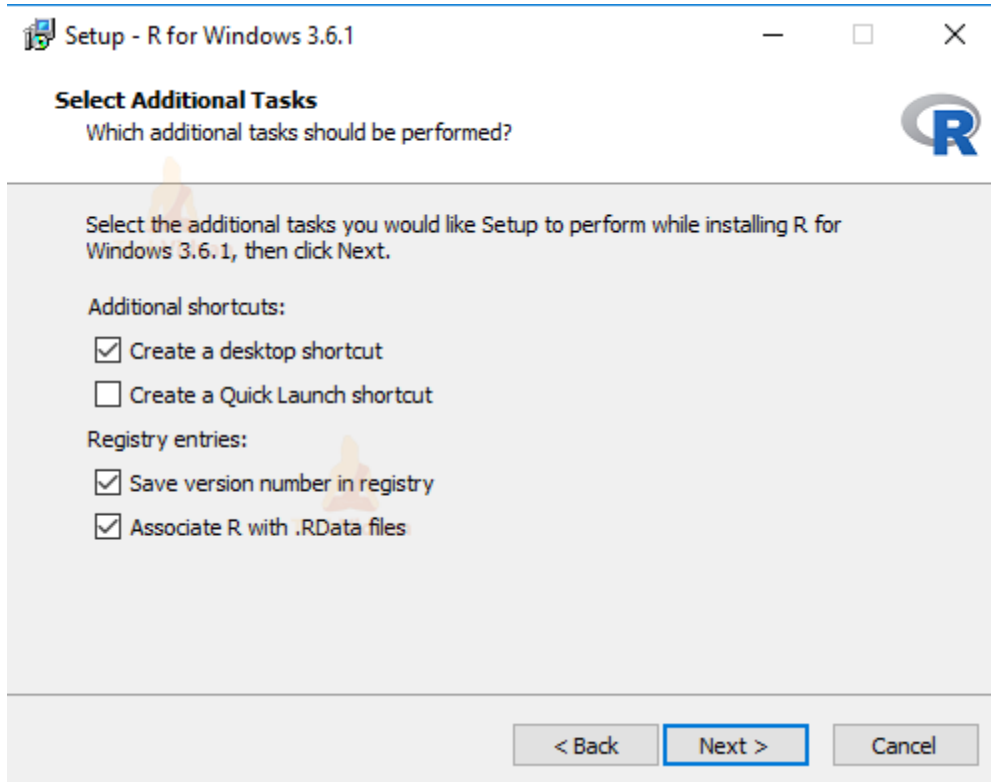 Setup - R for Windows 3.6.1
Select Additional Tasks
Which additional tasks should be performed?
R
Select the additional tasks you would like Setup to perform while installing R for
Windows 3.6.1, then click Next.
Additional shortcuts:
Create a desktop shortcut
Create a Quick Launch shortcut
Registry entries:
Save version number in registry
Associate R with .RData files
< Back
Next >
Cancel